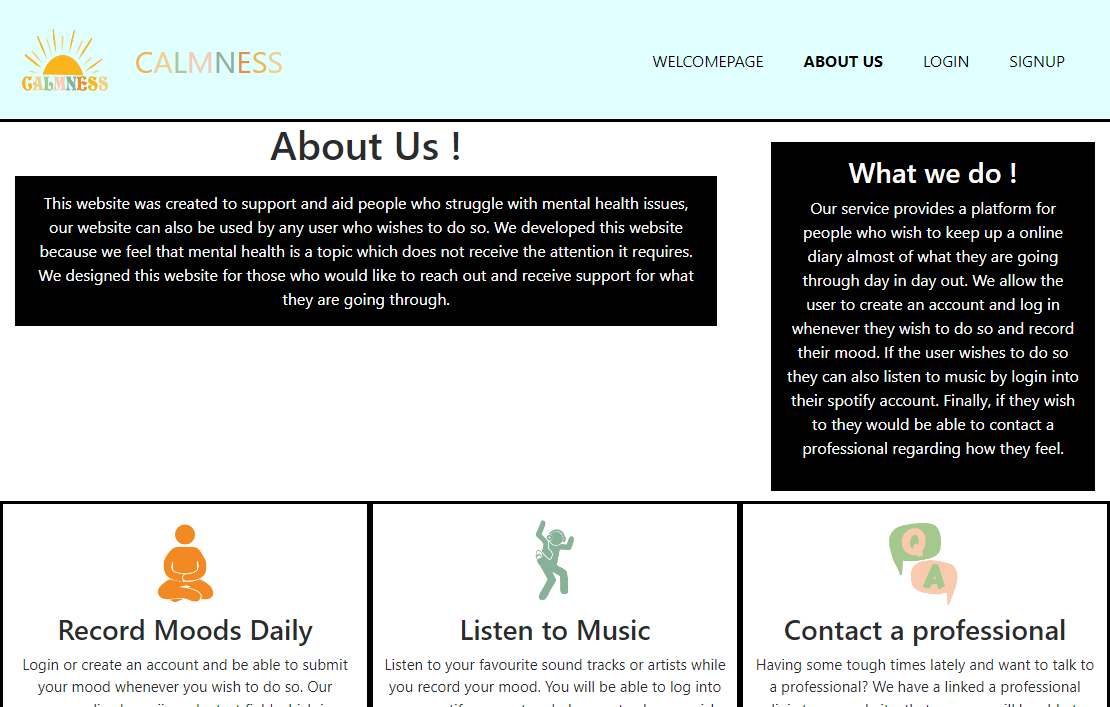 CALMNESS
CALMNESS
WELCOMEPAGE
ABOUT US
LOGIN
SIGNUP
About Us !
This website was created to support and aid people who struggle with mental health issues,
our website can also be used by any user who wishes to do so. We developed this website
because we feel that mental health is a topic which does not receive the attention it requires.
We designed this website for those who would like to reach out and receive support for what
they are going through.
What we do !
Our service provides a platform for
people who wish to keep up a online
diary almost of what they are going
through day in day out. We allow the
user to create an account and log in
whenever they wish to do so and record
their mood. If the user wishes to do so
they can also listen to music by login into
their spotify account. Finally, if they wish
to they would be able to contact a
professional regarding how they feel.
Record Moods Daily
Login or create an account and be able to submit
your mood whenever you wish to do so. Our
Listen to Music
Listen to your favourite sound tracks or artists while
you record your mood. You will be able to log into
Q
A
Contact a professional
Having some tough times lately and want to talk to
a professional? We have a linked a professional